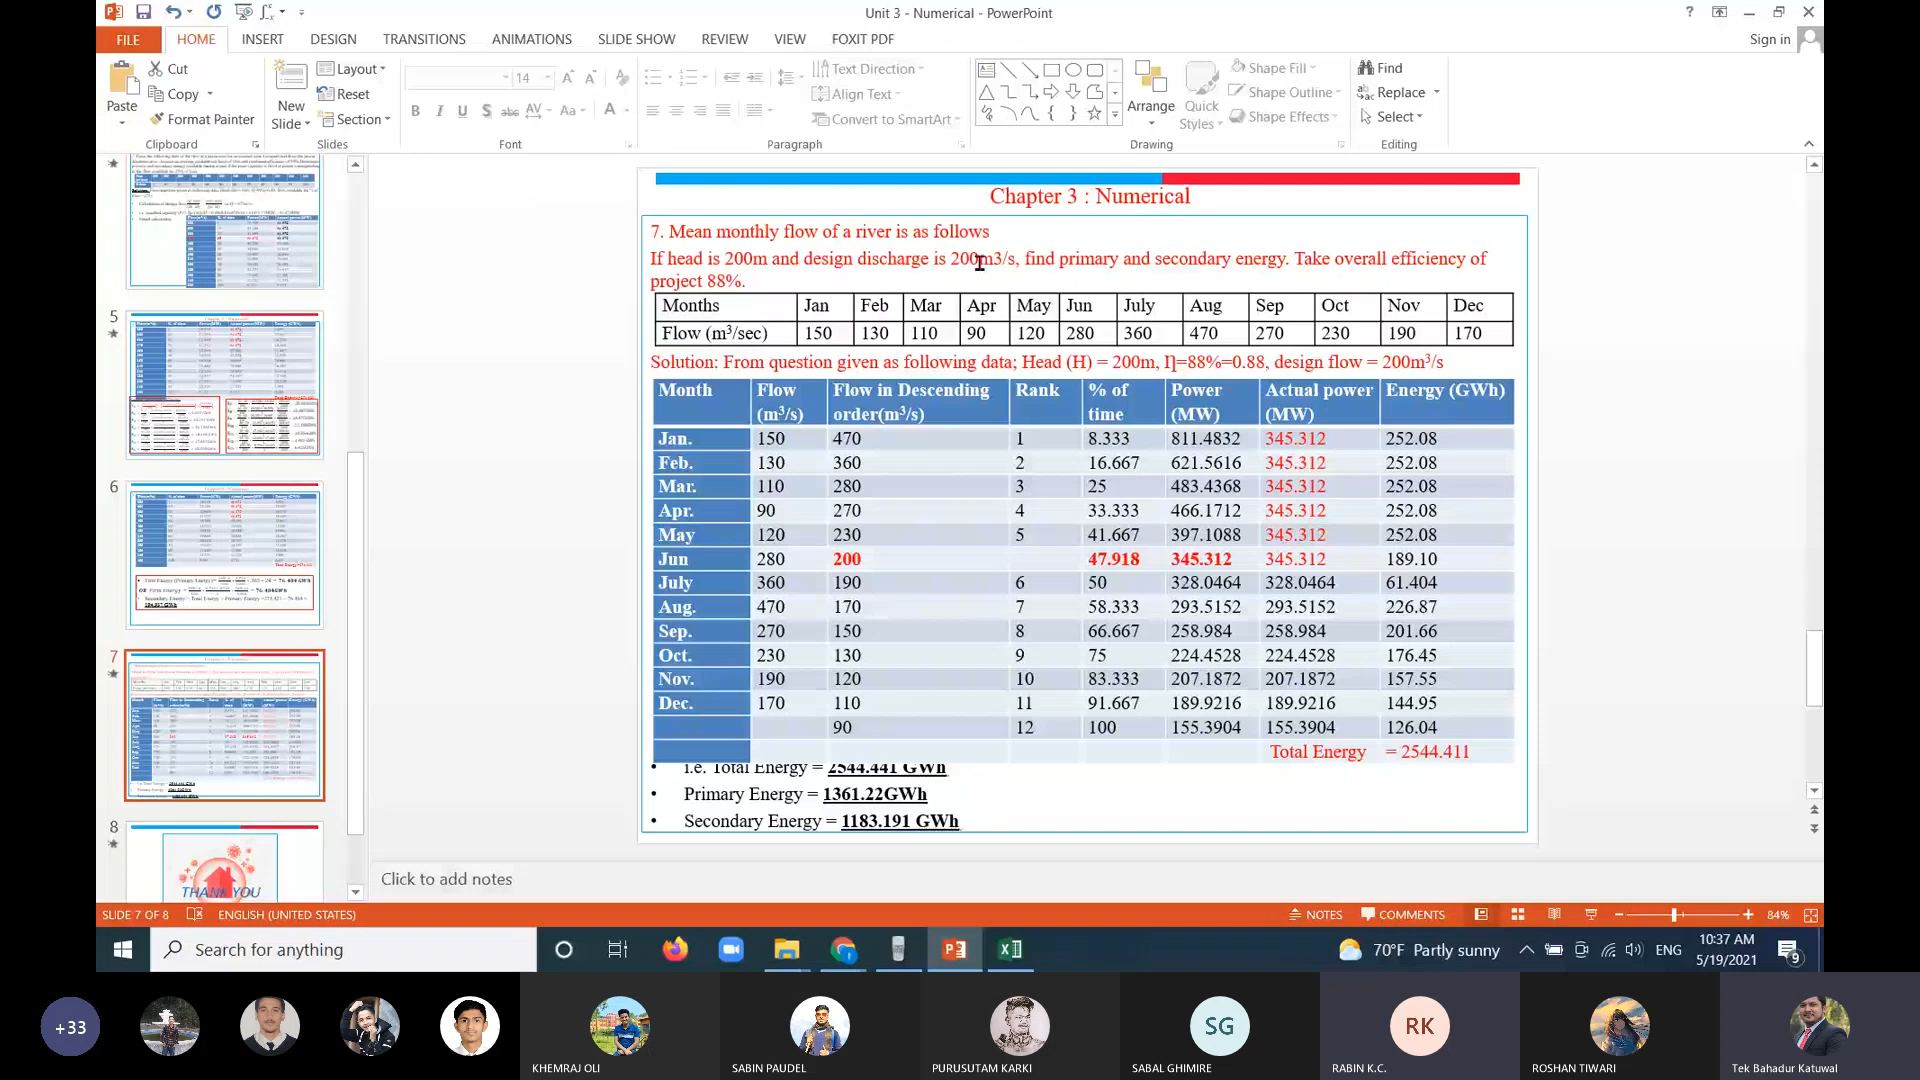 Unit 3 - Numerical - PowerPoint
Sign in
FILE HOME INSERT DESIGN TRANSITIONS ANIMATIONS SLIDE SHOW REVIEW VIEW FOXIT PDF
Paste
Cut
Copy
Format Painter
Clipboard
New Slide
Layout
Reset
Section
Slides
14
Font
Text Direction
Align Text
Convert to SmartArt
Paragraph
Arrange
Quick Styles
Shape Fill
Shape Outline
Shape Effects
Drawing
Find
Replace
Select
Editing
5
6
7
8
THANK YOU
Chapter 3 : Numerical
7. Mean monthly flow of a river is as follows
If head is 200m and design discharge is 200m3/s, find primary and secondary energy. Take overall efficiency of
project 88%.
Months Jan Feb Mar Apr May Jun July Aug Sep Oct Nov Dec
Flow (m³/sec) 150 130 110 90 120 280 360 470 270 230 190 170
Solution: From question given as following data; Head (H) = 200m, Ƞ=88%=0.88, design flow = 200m³/s
Month Flow (m³/s) Flow in Descending order(m³/s) Rank % of time Power (MW) Actual power (MW) Energy (GWh)
Jan. 150 470 1 8.333 811.4832 345.312 252.08
Feb. 130 360 2 16.667 621.5616 345.312 252.08
Mar. 110 280 3 25 483.4368 345.312 252.08
Apr. 90 270 4 33.333 466.1712 345.312 252.08
May 120 230 5 41.667 397.1088 345.312 252.08
Jun 280 200 47.918 345.312 345.312 189.10
July 360 190 6 50 328.0464 328.0464 61.404
Aug. 470 170 7 58.333 293.5152 293.5152 226.87
Sep. 270 150 8 66.667 258.984 258.984 201.66
Oct. 230 130 9 75 224.4528 224.4528 176.45
Nov. 190 120 10 83.333 207.1872 207.1872 157.55
Dec. 170 110 11 91.667 189.9216 189.9216 144.95
90 12 100 155.3904 155.3904 126.04
Total Energy = 2544.411
• i.e. Total Energy = 2544.441 GWh
• Primary Energy = 1361.22GWh
• Secondary Energy = 1183.191 GWh
Click to add notes
SLIDE 7 OF 8 ENGLISH (UNITED STATES) NOTES COMMENTS 84%
Search for anything
70°F Partly sunny
ENG
10:37 AM
5/19/2021
9
+33
KHEMRAJ OLI
SABIN PAUDEL
PURUSUTAM KARKI
SG
SABAL GHIMIRE
RK
RABIN K.C.
ROSHAN TIWARI
Tek Bahadur Katuwal